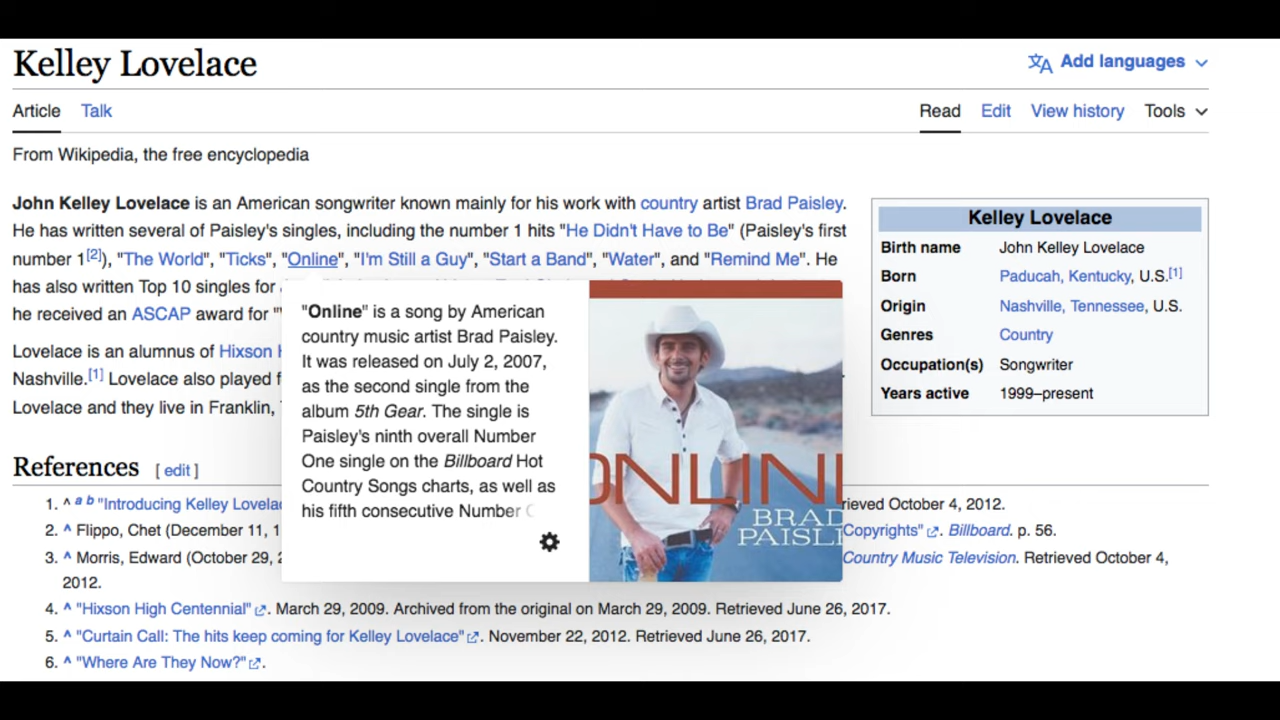 Kelley Lovelace
Add languages
Article Talk
Read Edit View history Tools
From Wikipedia, the free encyclopedia
John Kelley Lovelace is an American songwriter known mainly for his work with country artist Brad Paisley.
He has written several of Paisley's singles, including the number 1 hits "He Didn't Have to Be" (Paisley's first
number 1[2]), "The World", "Ticks", "Online", "I'm Still a Guy", "Start a Band", "Water", and "Remind Me". He
has also written Top 10 singles for
he received an ASCAP award for "
Lovelace is an alumnus of Hixson
Nashville.[1] Lovelace also played
Lovelace and they live in Franklin,
Kelley Lovelace
Birth name John Kelley Lovelace
Born Paducah, Kentucky, U.S.[1]
Origin Nashville, Tennessee, U.S.
Genres Country
Occupation(s) Songwriter
Years active 1999–present
"Online" is a song by American
country music artist Brad Paisley.
It was released on July 2, 2007,
as the second single from the
album 5th Gear. The single is
Paisley's ninth overall Number
One single on the Billboard Hot
Country Songs charts, as well as
his fifth consecutive Number
ONLIN
BRAD
PAISL
References [ edit ]
1. ^ a b "Introducing Kelley Lovelac rieved October 4, 2012.
2. ^ Flippo, Chet (December 11, 1 Copyrights". Billboard. p. 56.
3. ^ Morris, Edward (October 29, 2 Country Music Television. Retrieved October 4,
2012.
4. ^ "Hixson High Centennial". March 29, 2009. Archived from the original on March 29, 2009. Retrieved June 26, 2017.
5. ^ "Curtain Call: The hits keep coming for Kelley Lovelace". November 22, 2012. Retrieved June 26, 2017.
6. ^ "Where Are They Now?".